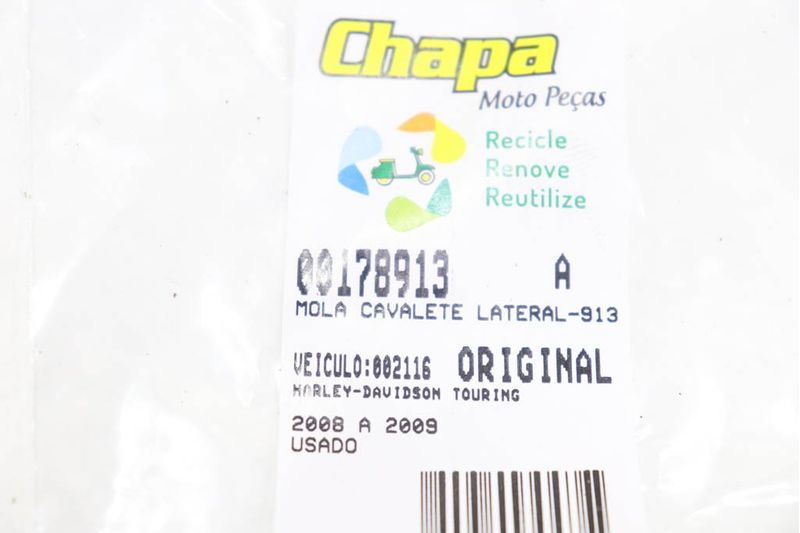 Chapa
Moto Peças
Recicle
Renove
Reutilize
00178913 A
MOLA CAVALETE LATERAL-913
VEICULO:002116 ORIGINAL
HARLEY-DAVIDSON TOURING
2008 A 2009
USADO